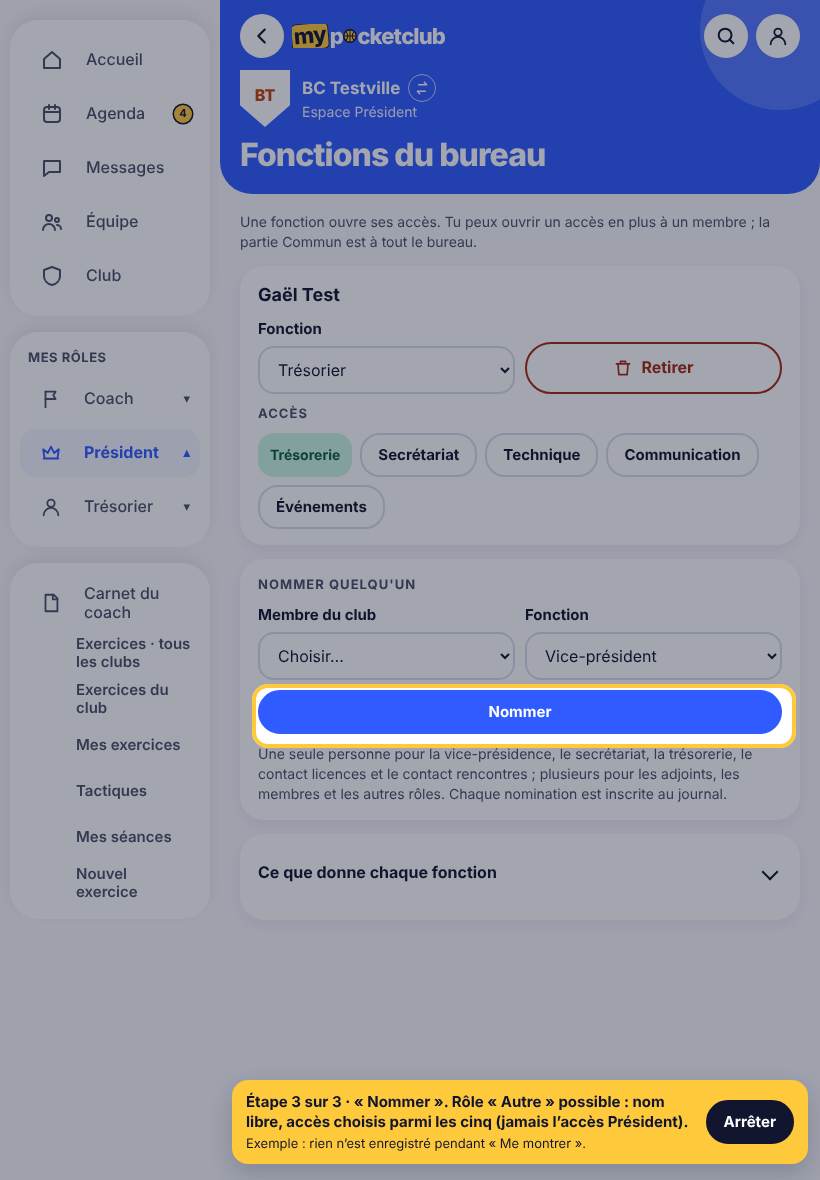 Accueil
Agenda
4
Messages
Équipe
Club
MES RÔLES
Coach
Président
Trésorier
Carnet du
coach
Exercices · tous
les clubs
Exercices du
club
Mes exercices
Tactiques
Mes séances
Nouvel
exercice
my pocketclub
BT
BC Testville
Espace Président
Fonctions du bureau
Une fonction ouvre ses accès. Tu peux ouvrir un accès en plus à un membre ; la
partie Commun est à tout le bureau.
Gaël Test
Fonction
Trésorier
Retirer
ACCÈS
Trésorerie
Secrétariat
Technique
Communication
Événements
NOMMER QUELQU'UN
Membre du club
Fonction
Choisir...
Vice-président
Nommer
Une seule personne pour la vice-présidence, le secrétariat, la trésorerie, le
contact licences et le contact rencontres ; plusieurs pour les adjoints, les
membres et les autres rôles. Chaque nomination est inscrite au journal.
Ce que donne chaque fonction
Étape 3 sur 3 · « Nommer ». Rôle « Autre » possible : nom
libre, accès choisis parmi les cinq (jamais l’accès Président).
Exemple : rien n’est enregistré pendant « Me montrer ».
Arrêter